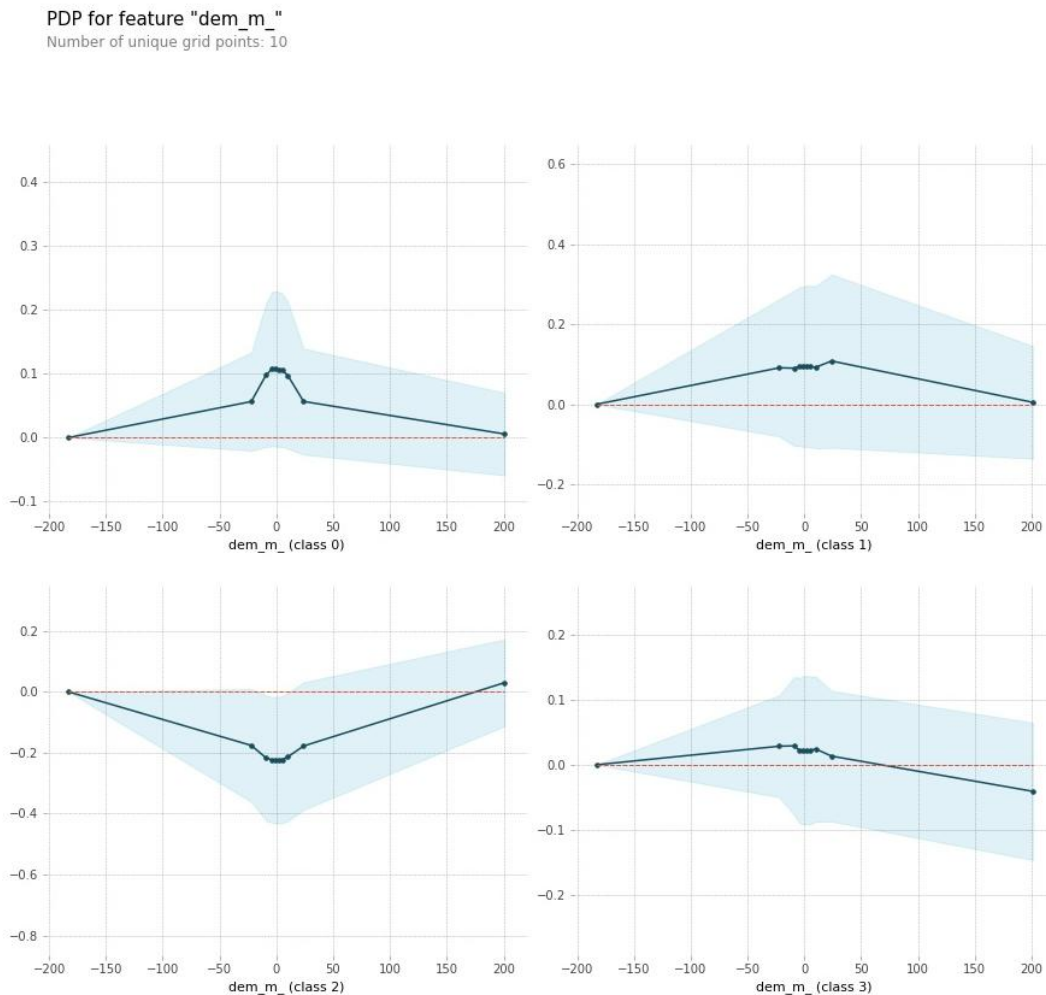 PDP for feature "dem_m_"
Number of unique grid points: 10
0.4
0.3
0.2
0.1
0.0
−0.1
−200 −150 −100 −50 0 50 100 150 200
dem_m_ (class 0)
0.6
0.4
0.2
0.0
−0.2
−200 −150 −100 −50 0 50 100 150 200
dem_m_ (class 1)
0.2
0.0
−0.2
−0.4
−0.6
−0.8
−200 −150 −100 −50 0 50 100 150 200
dem_m_ (class 2)
0.2
0.1
0.0
−0.1
−0.2
−200 −150 −100 −50 0 50 100 150 200
dem_m_ (class 3)